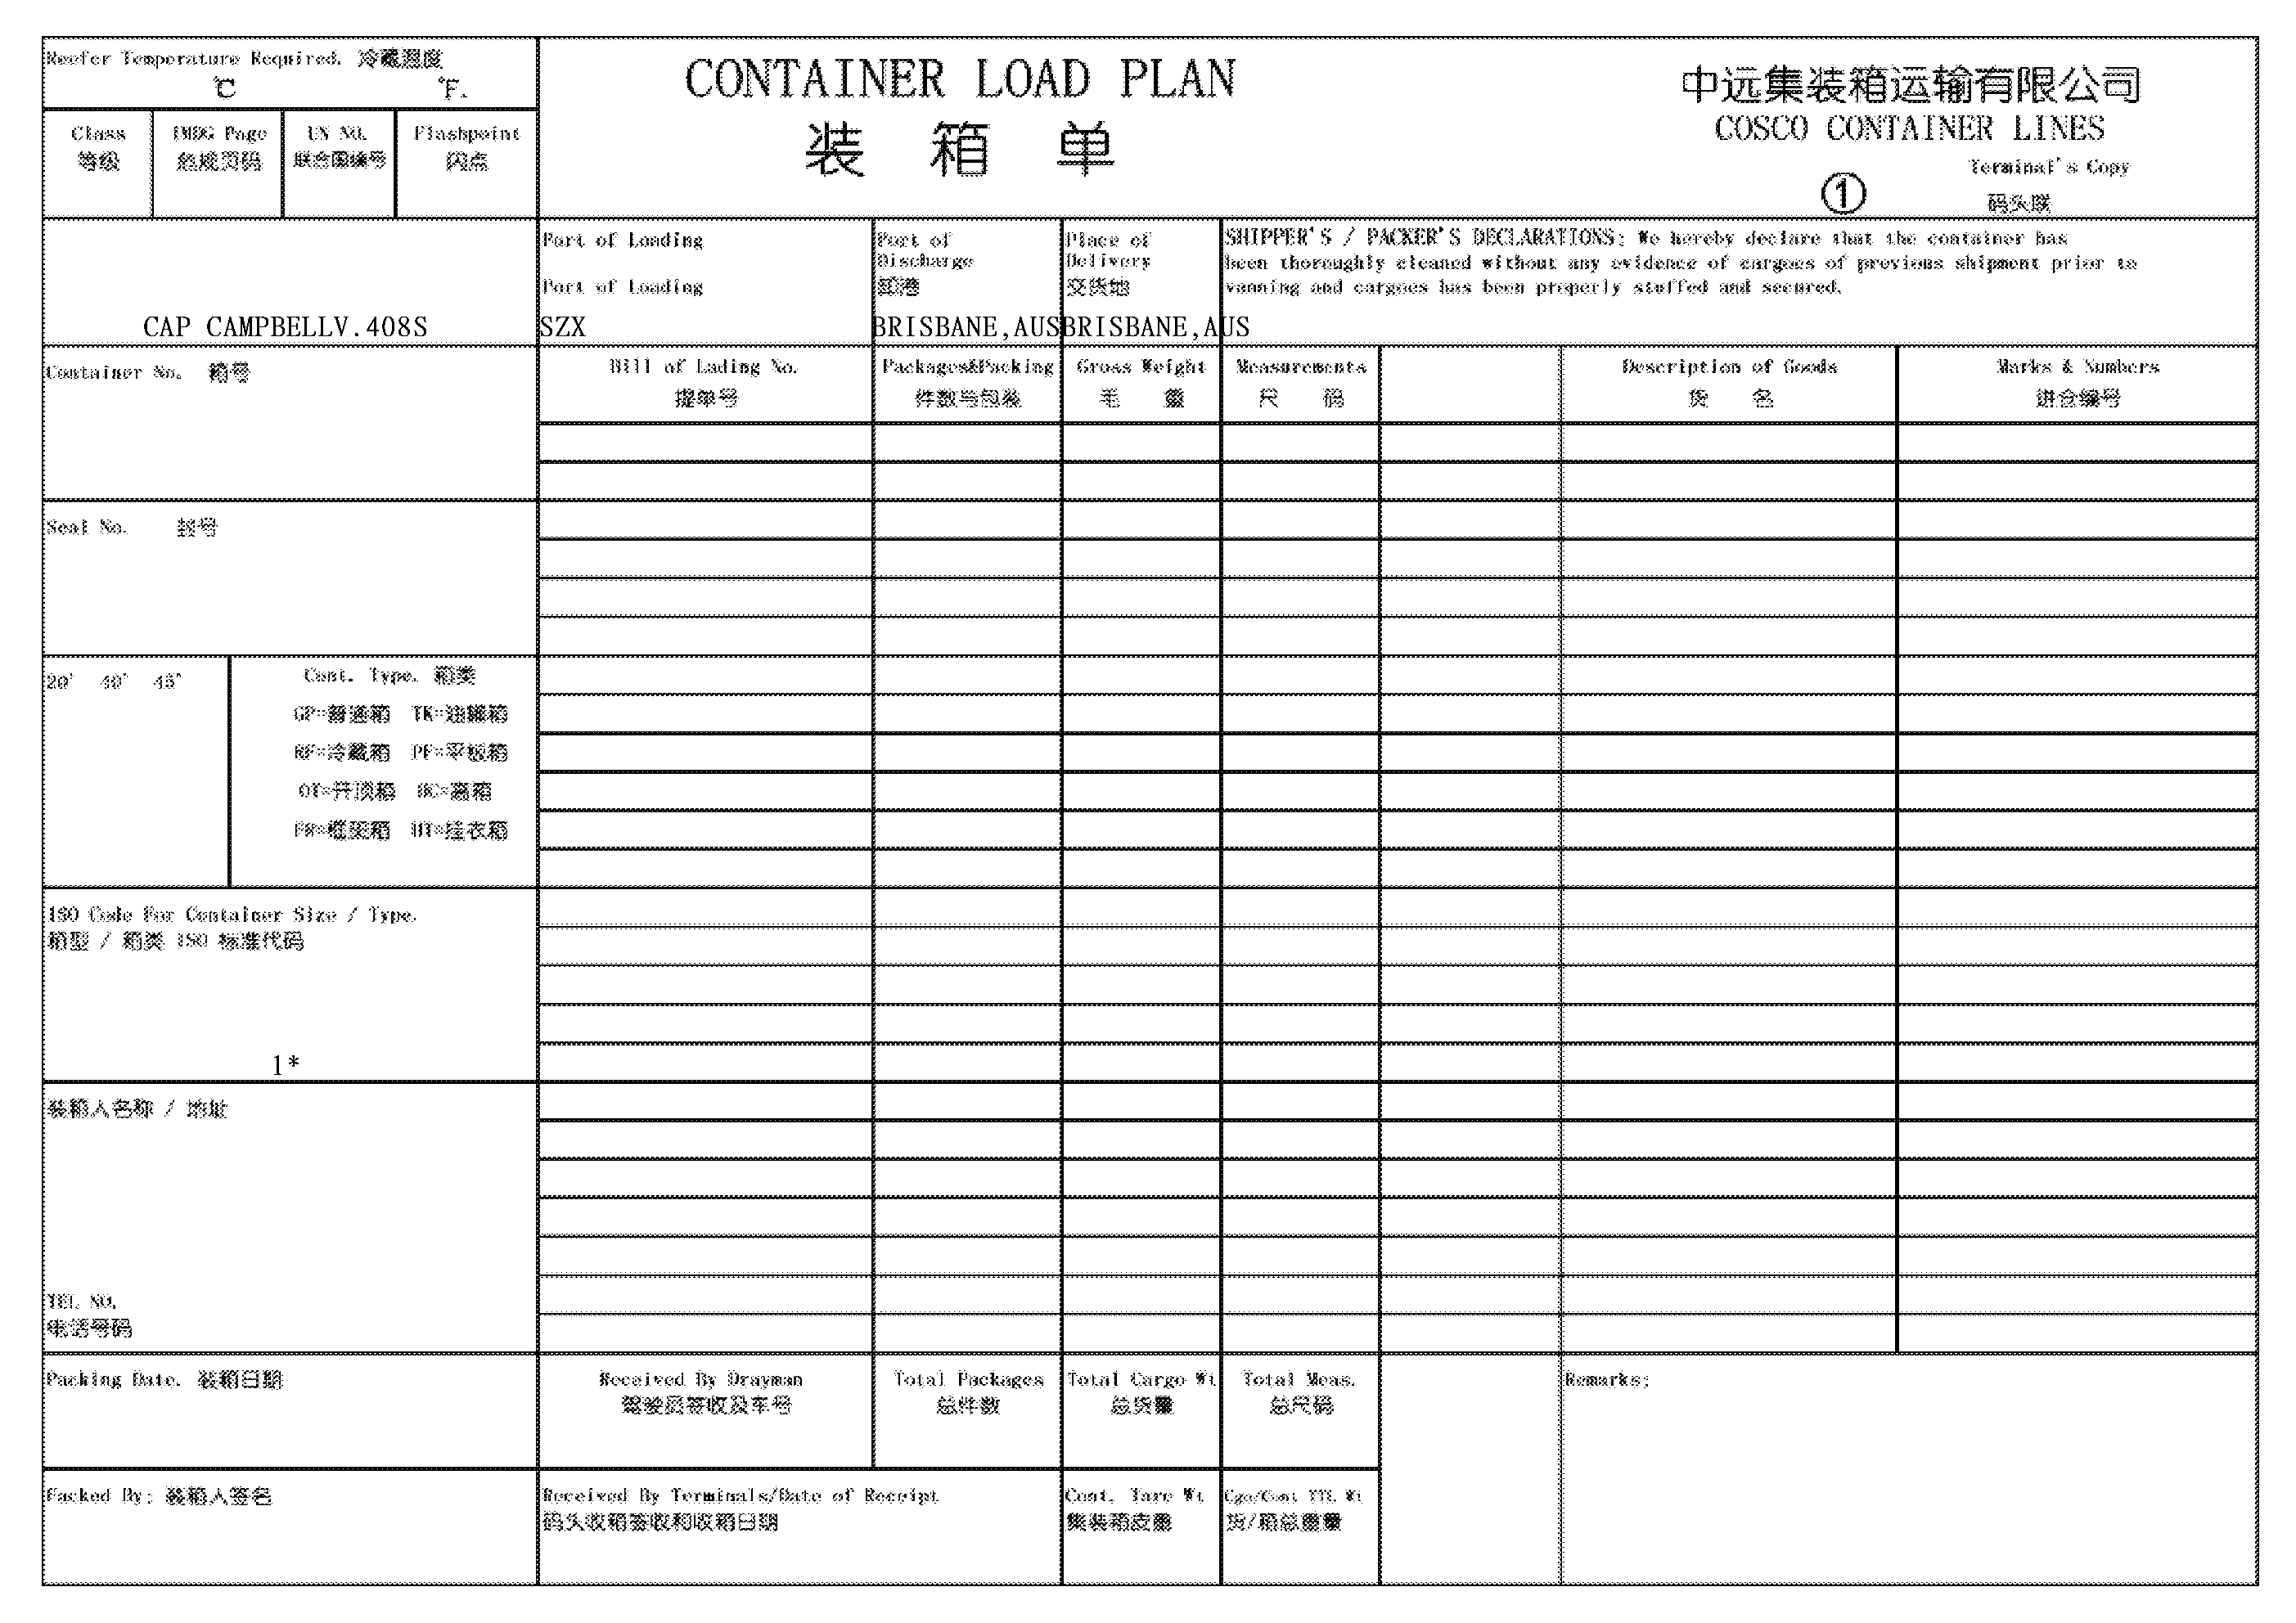 Reefer Temperature Required. 冷藏温度
℃ ℉.
CONTAINER LOAD PLAN
装 箱 单
中远集装箱运输有限公司
COSCO CONTAINER LINES
Terminal's Copy
① 码头联
Class IMDG Page UN NO. Flashpoint
等级 危规页码 联合国编号 闪点
Port of Loading
Port of Loading
Port of
Discharge
卸港
Place of
Delivery
交货地
SHIPPER'S / PACKER'S DECLARATIONS: We hereby declare that the container has
been thoroughly cleaned without any evidence of cargoes of previous shipment prior to
vanning and cargoes has been properly stuffed and secured.
CAP CAMPBELLV.408S SZX BRISBANE,AUS BRISBANE,AUS
Container No. 箱号
Bill of Lading No. Packages&Packing Gross Weight Measurements Description of Goods Marks & Numbers
提单号 件数与包装 毛 重 尺 码 货 名 进仓编号
Seal No. 封号
20' 40' 45'
Cont. Type. 箱类
GP=普通箱 TK=油罐箱
RF=冷藏箱 PF=平板箱
OT=开顶箱 HC=高箱
FR=框架箱 HT=挂衣箱
ISO Code For Container Size / Type.
箱型 / 箱类 ISO 标准代码
1*
装箱人名称 / 地址
TEL NO.
电话号码
Packing Date. 装箱日期
Received By Drayman Total Packages Total Cargo Wt Total Meas. Remarks:
驾驶员签收及车号 总件数 总货重 总尺码
Packed By: 装箱人签名
Received By Terminals/Date of Receipt Cont. Tare Wt Cgo/Cont TTL Wt
码头收箱签收和收箱日期 集装箱皮重 货/箱总重量